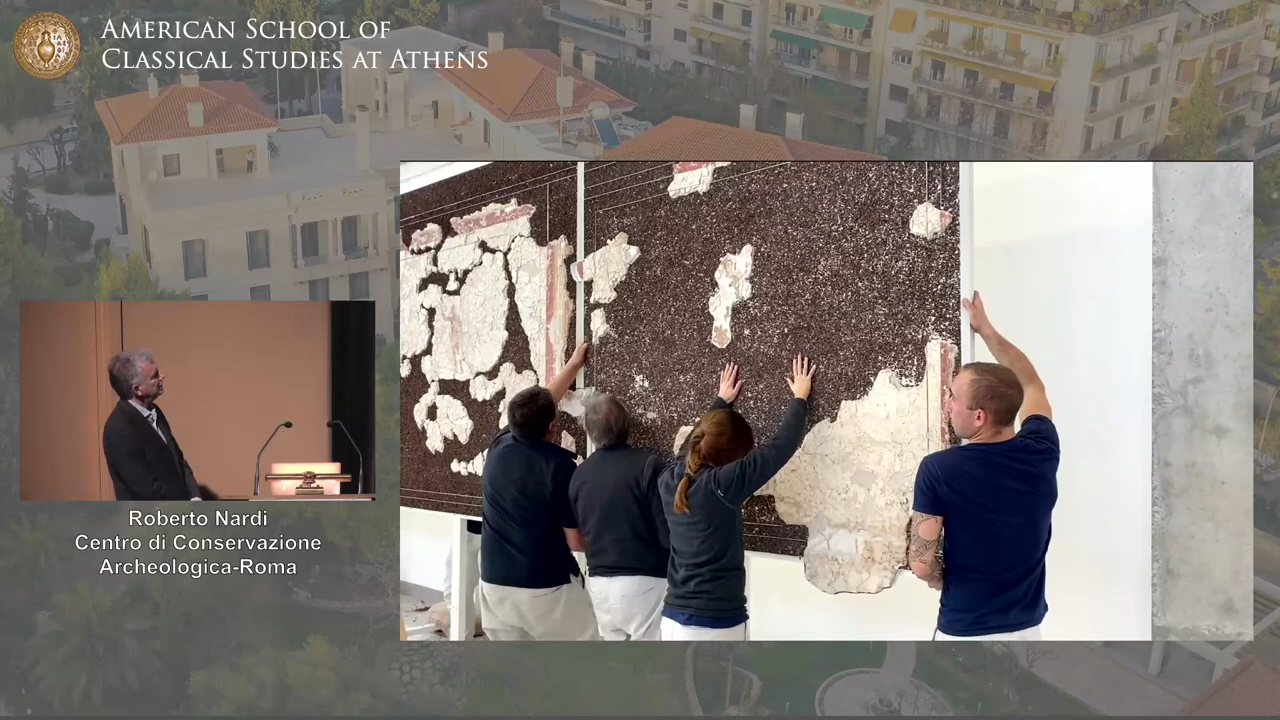 AMERICAN SCHOOL OF
CLASSICAL STUDIES AT ATHENS
Roberto Nardi
Centro di Conservazione
Archeologica-Roma